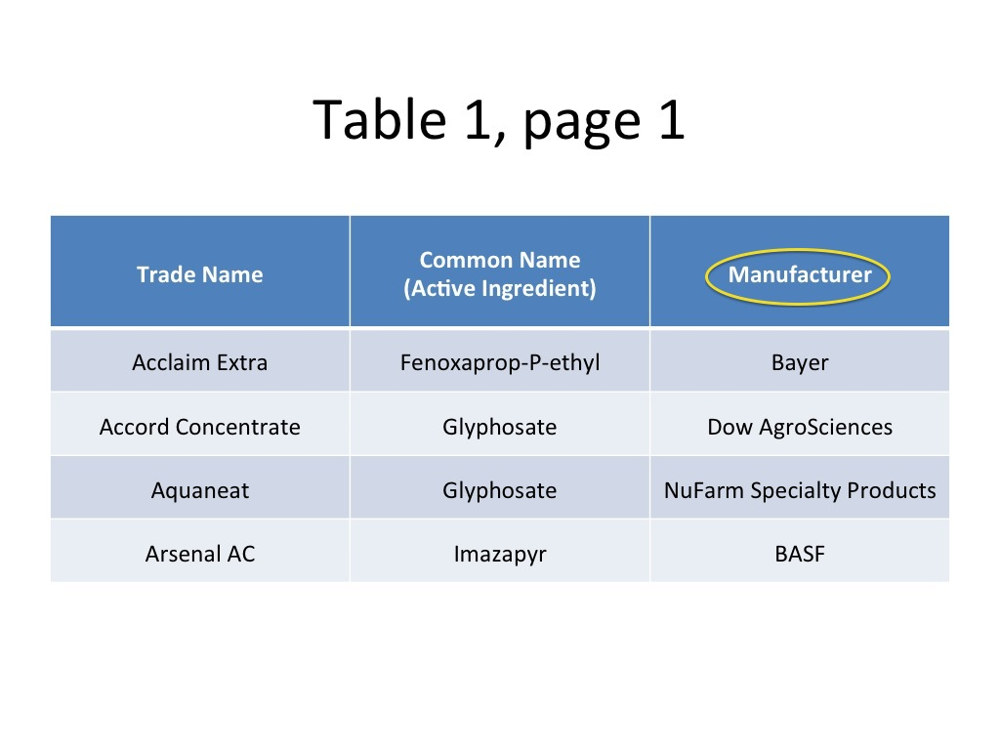 Table 1, page 1
Trade Name
Common Name
(Active Ingredient)
Manufacturer
Acclaim Extra
Fenoxaprop-P-ethyl
Bayer
Accord Concentrate
Glyphosate
Dow AgroSciences
Aquaneat
Glyphosate
NuFarm Specialty Products
Arsenal AC
Imazapyr
BASF